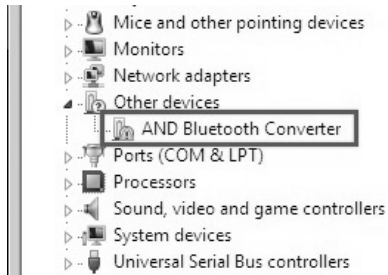 Mice and other pointing devices
Monitors
Network adapters
Other devices
AND Bluetooth Converter
Ports (COM & LPT)
Processors
Sound, video and game controllers
System devices
Universal Serial Bus controllers